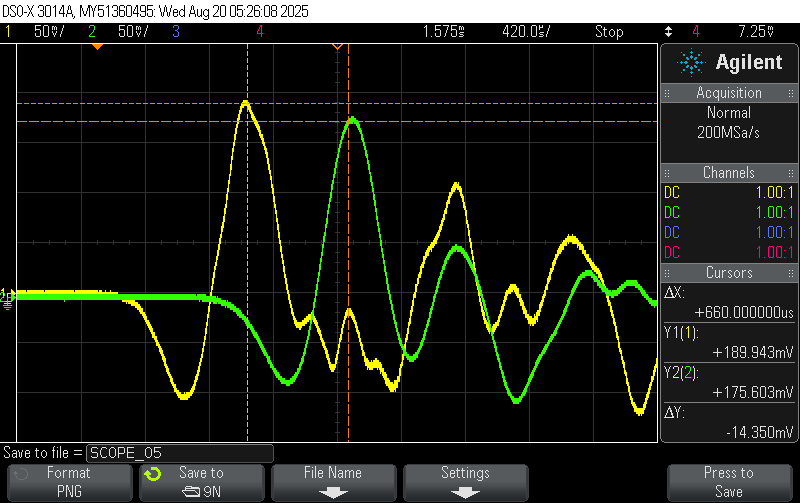 DSO-X 3014A, MY51360495: Wed Aug 20 05:26:08 2025
1 50V/ 2 50V/ 3 4 1.575s 420.0s/ Stop 4 7.25V
Agilent
Acquisition
Normal
200MSa/s
Channels
DC 1.00:1
DC 1.00:1
DC 1.00:1
DC 1.00:1
Cursors
ΔX:
+660.000000us
Y1(1):
+189.943mV
Y2(2):
+175.603mV
ΔY:
-14.350mV
Save to file = SCOPE_05
Format
PNG
Save to
9N
File Name
Settings
Press to
Save